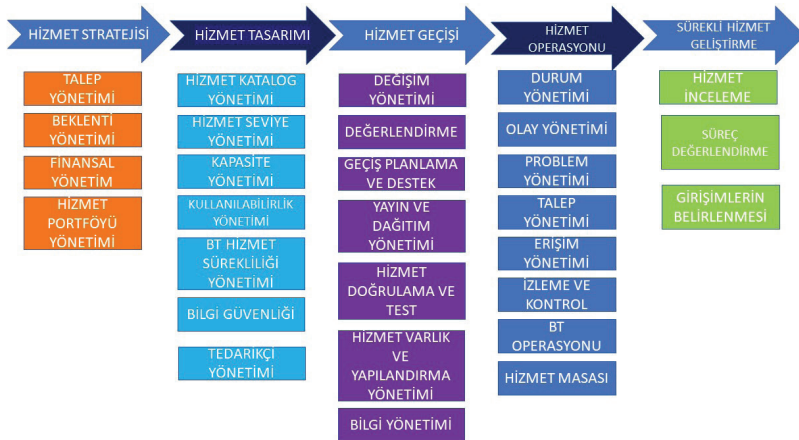 HİZMET STRATEJİSİ
HİZMET TASARIMI
HİZMET GEÇİŞİ
HİZMET
OPERASYONU
SÜREKLİ HİZMET
GELİŞTİRME
TALEP
YÖNETİMİ
BEKLENTİ
YÖNETİMİ
FİNANSAL
YÖNETİM
HİZMET
PORTFÖYÜ
YÖNETİMİ
HİZMET KATALOG
YÖNETİMİ
HİZMET SEVİYE
YÖNETİMİ
KAPASİTE
YÖNETİMİ
KULLANILABİLİRLİK
YÖNETİMİ
BT HİZMET
SÜREKLİLİĞİ
YÖNETİMİ
BİLGİ GÜVENLİĞİ
TEDARİKÇİ
YÖNETİMİ
DEĞİŞİM
YÖNETİMİ
DEĞERLENDİRME
GEÇİŞ PLANLAMA
VE DESTEK
YAYIN VE
DAĞITIM
YÖNETİMİ
HİZMET
DOĞRULAMA VE
TEST
HİZMET VARLIK
VE
YAPILANDIRMA
YÖNETİMİ
BİLGİ YÖNETİMİ
DURUM
YÖNETİMİ
OLAY YÖNETİMİ
PROBLEM
YÖNETİMİ
TALEP
YÖNETİMİ
ERİŞİM
YÖNETİMİ
İZLEME VE
KONTROL
BT
OPERASYONU
HİZMET MASASI
HİZMET
İNCELEME
SÜREÇ
DEĞERLENDİRME
GİRİŞİMLERİN
BELİRLENMESİ